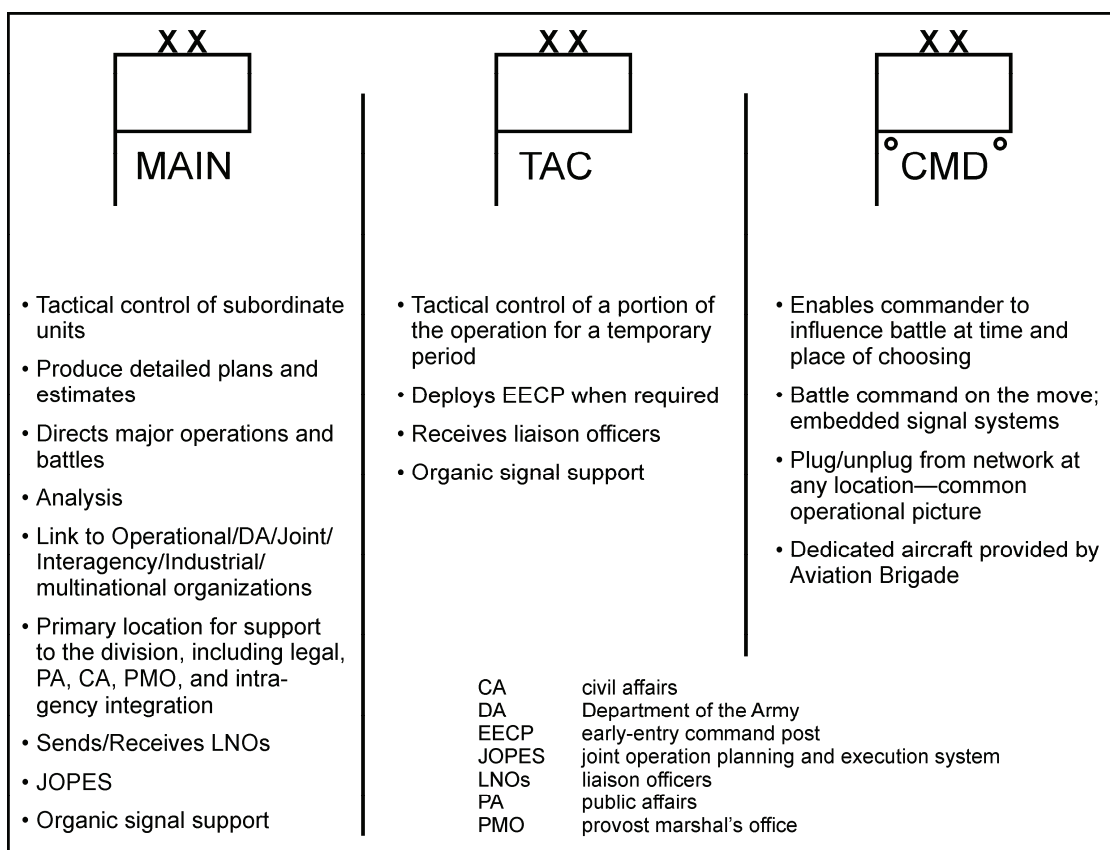 X X
MAIN
• Tactical control of subordinate
units
• Produce detailed plans and
estimates
• Directs major operations and
battles
• Analysis
• Link to Operational/DA/Joint/
Interagency/Industrial/
multinational organizations
• Primary location for support
to the division, including legal,
PA, CA, PMO, and intra-
gency integration
• Sends/Receives LNOs
• JOPES
• Organic signal support
X X
TAC
• Tactical control of a portion of
the operation for a temporary
period
• Deploys EECP when required
• Receives liaison officers
• Organic signal support
X X
CMD
• Enables commander to
influence battle at time and
place of choosing
• Battle command on the move;
embedded signal systems
• Plug/unplug from network at
any location—common
operational picture
• Dedicated aircraft provided by
Aviation Brigade
CA civil affairs
DA Department of the Army
EECP early-entry command post
JOPES joint operation planning and execution system
LNOs liaison officers
PA public affairs
PMO provost marshal's office